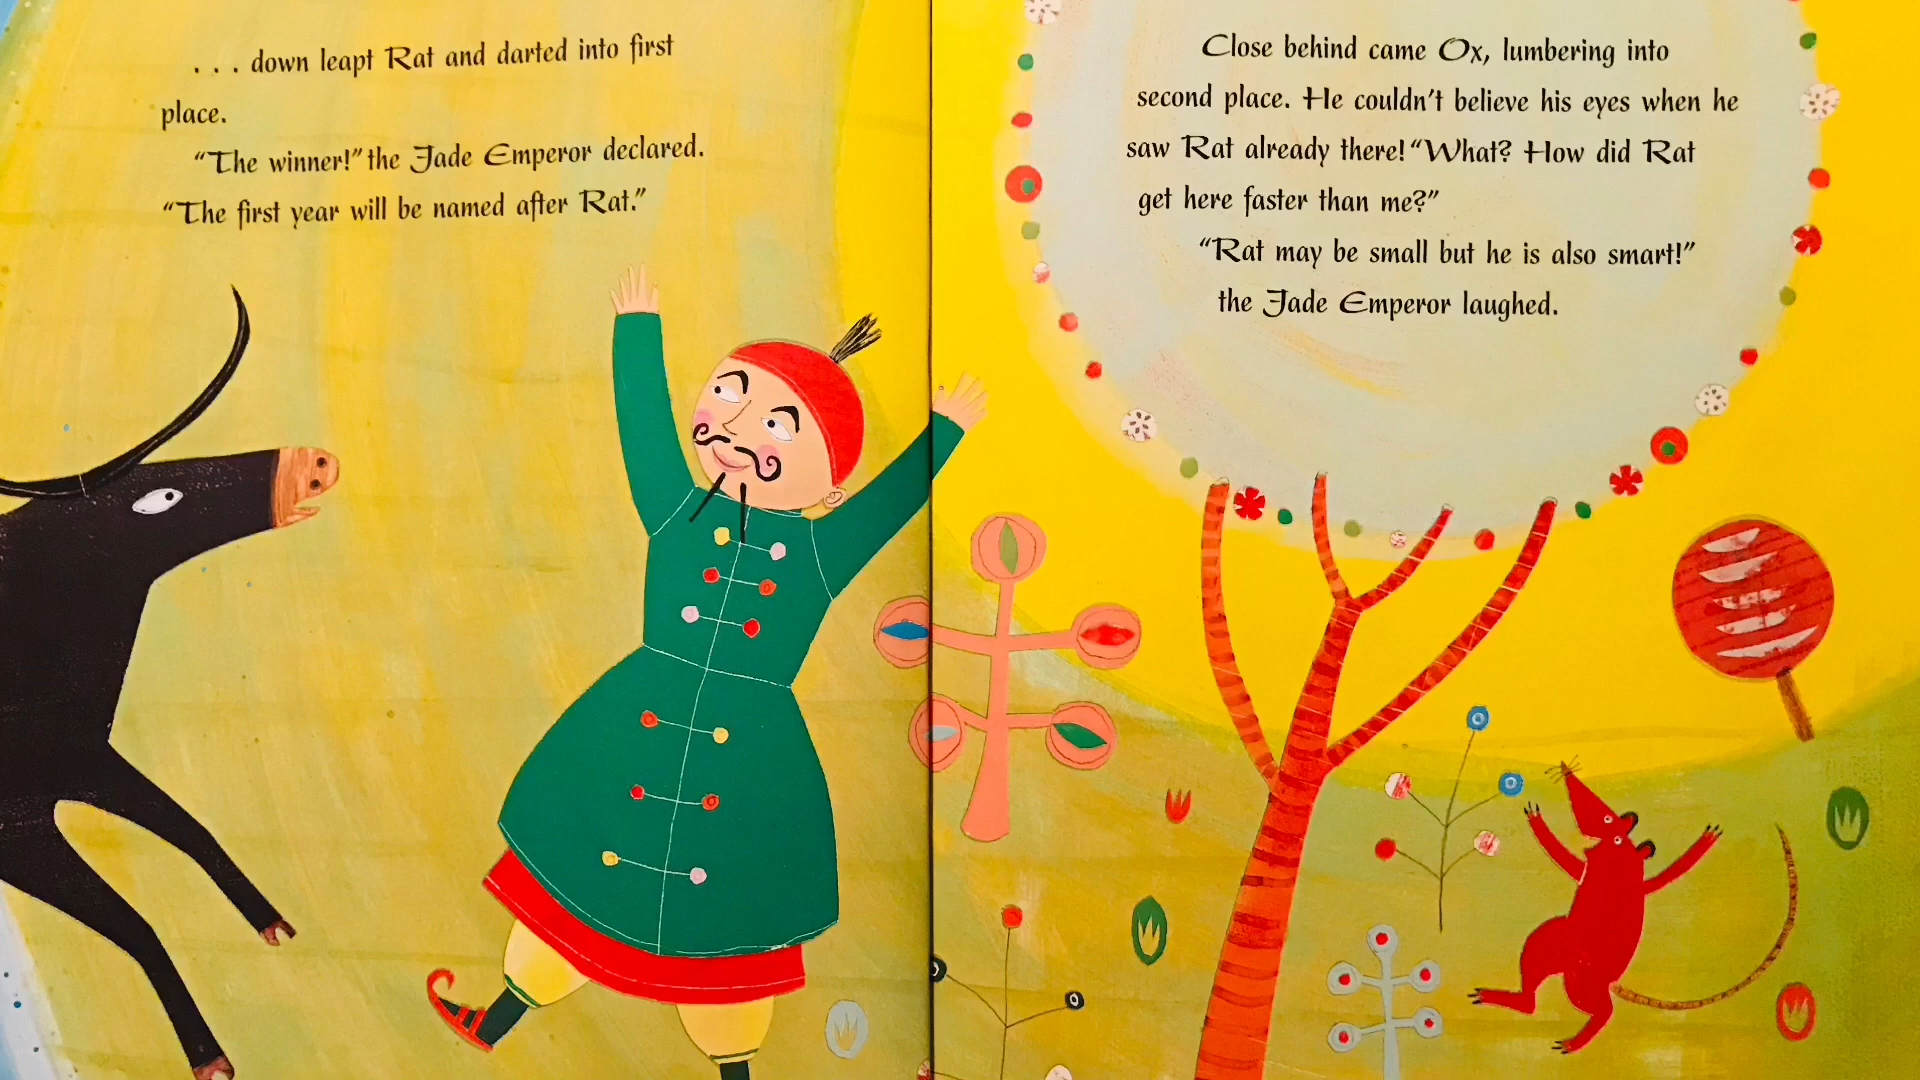 . . . down leapt Rat and darted into first
place.
“The winner!” the Jade Emperor declared.
“The first year will be named after Rat.”
Close behind came Ox, lumbering into
second place. He couldn’t believe his eyes when he
saw Rat already there! “What? How did Rat
get here faster than me?”
“Rat may be small but he is also smart!”
the Jade Emperor laughed.